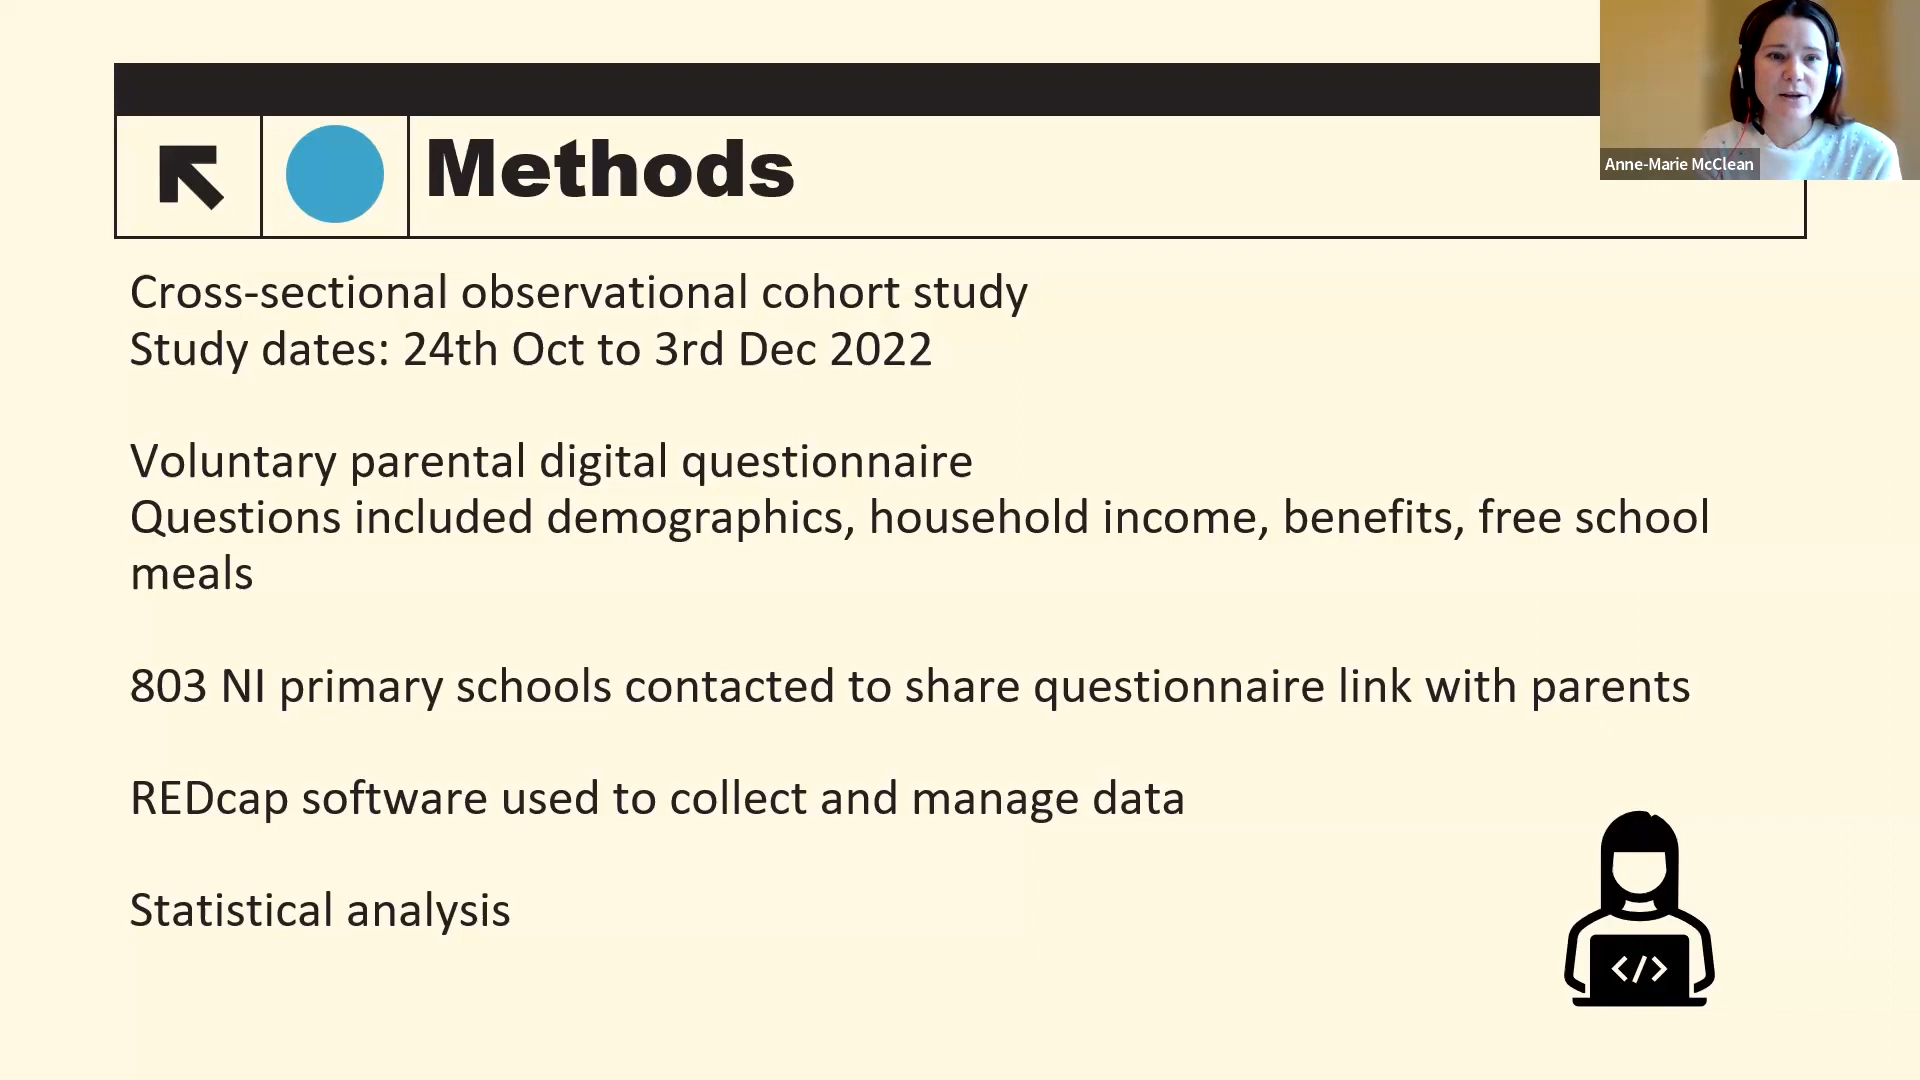 Methods
Anne-Marie McClean
Cross-sectional observational cohort study
Study dates: 24th Oct to 3rd Dec 2022
Voluntary parental digital questionnaire
Questions included demographics, household income, benefits, free school
meals
803 NI primary schools contacted to share questionnaire link with parents
REDcap software used to collect and manage data
Statistical analysis
</>